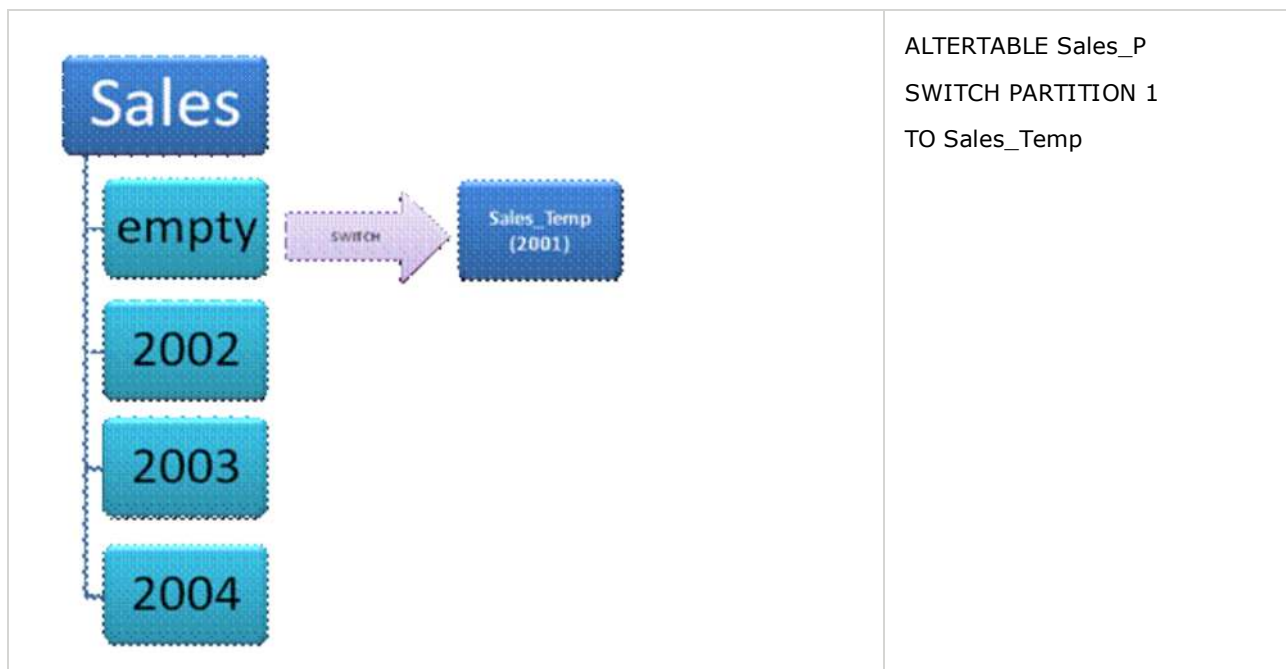 Sales
empty
SWITCH
Sales_Temp
(2001)
2002
2003
2004
ALTERTABLE Sales_P
SWITCH PARTITION 1
TO Sales_Temp